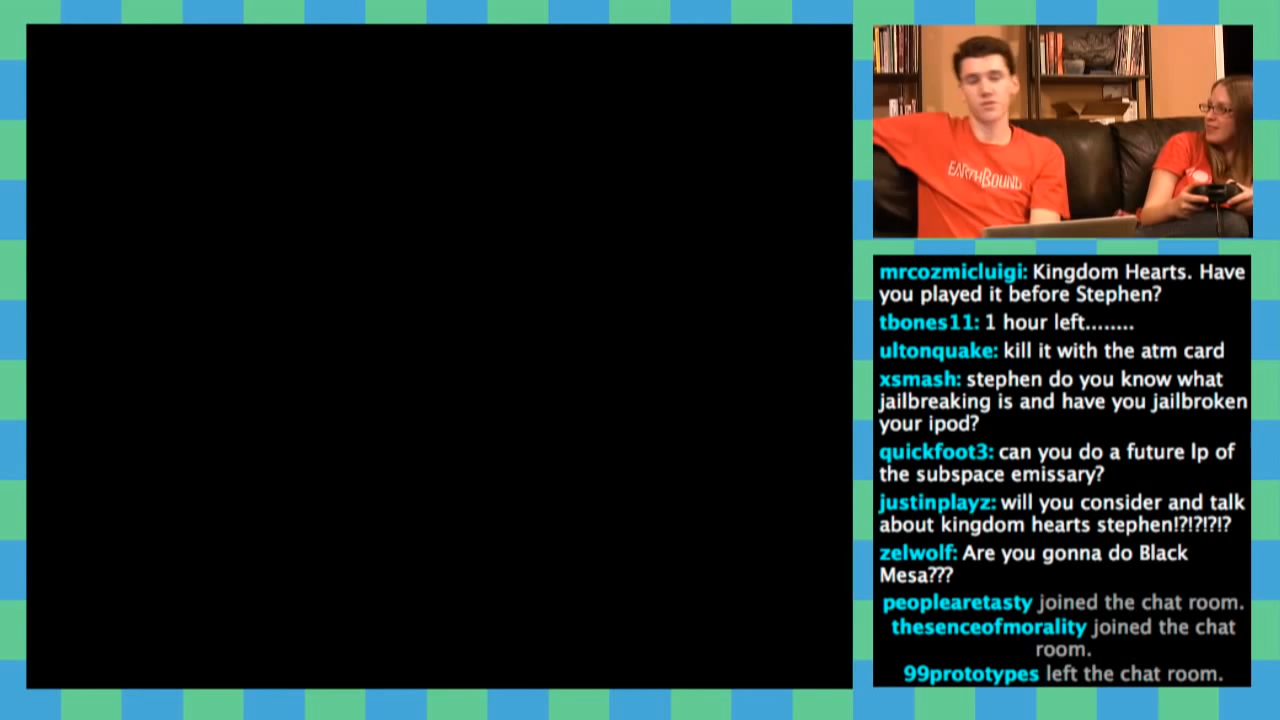 EARTHBOUND
mrcozmicluigi: Kingdom Hearts. Have
you played it before Stephen?
tbones11: 1 hour left........
ultonquake: kill it with the atm card
xsmash: stephen do you know what
jailbreaking is and have you jailbroken
your ipod?
quickfoot3: can you do a future lp of
the subspace emissary?
justinplayz: will you consider and talk
about kingdom hearts stephen!?!?!?!?
zelwolf: Are you gonna do Black
Mesa???
peoplearetasty joined the chat room.
thesenceofmorality joined the chat
room.
99prototypes left the chat room.